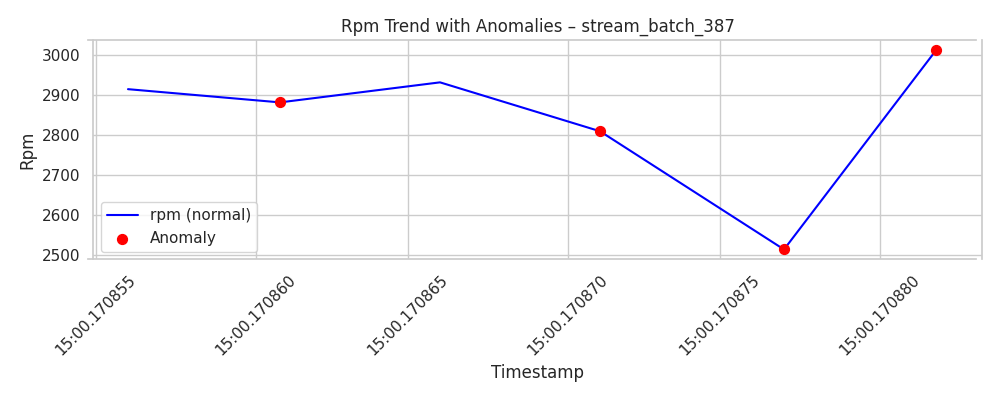 Rpm Trend with Anomalies – stream_batch_387
Rpm
3000
2900
2800
2700
2600
2500
rpm (normal)
Anomaly
15:00.170855
15:00.170860
15:00.170865
15:00.170870
15:00.170875
15:00.170880
Timestamp